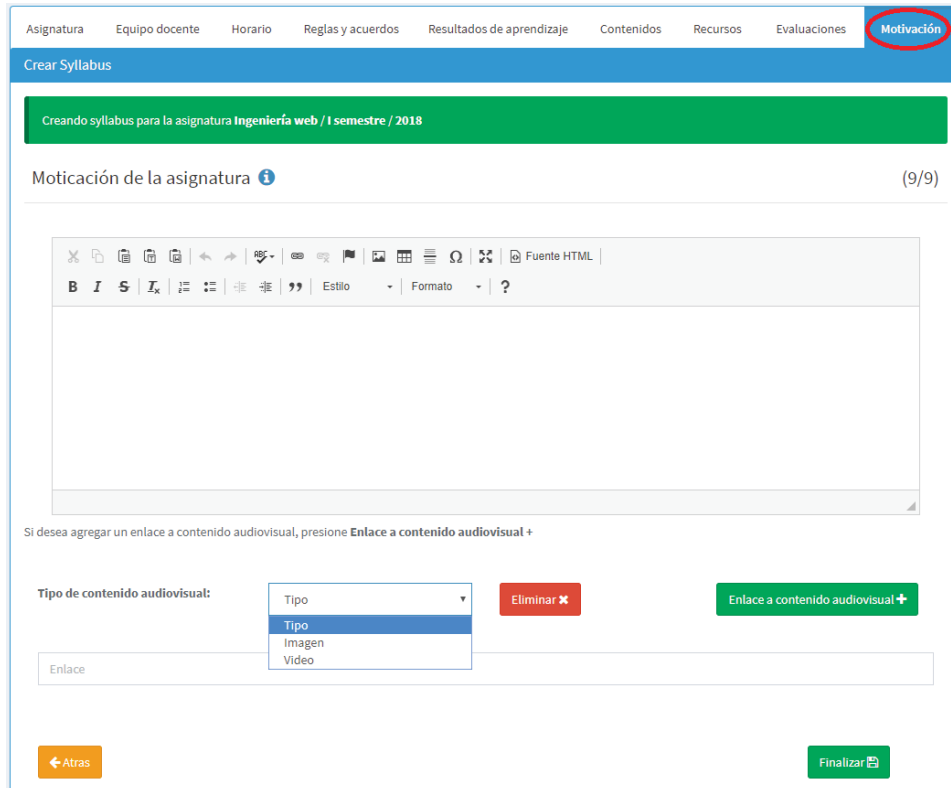 Asignatura Equipo docente Horario Reglas y acuerdos Resultados de aprendizaje Contenidos Recursos Evaluaciones Motivación
Crear Syllabus
Creando syllabus para la asignatura Ingeniería web / I semestre / 2018
Moticación de la asignatura (9/9)
ABC Ω Fuente HTML
B I S Ix Estilo Formato ?
Si desea agregar un enlace a contenido audiovisual, presione Enlace a contenido audiovisual +
Tipo de contenido audiovisual: Tipo Eliminar Enlace a contenido audiovisual
Tipo
Imagen
Video
Enlace
Atras Finalizar